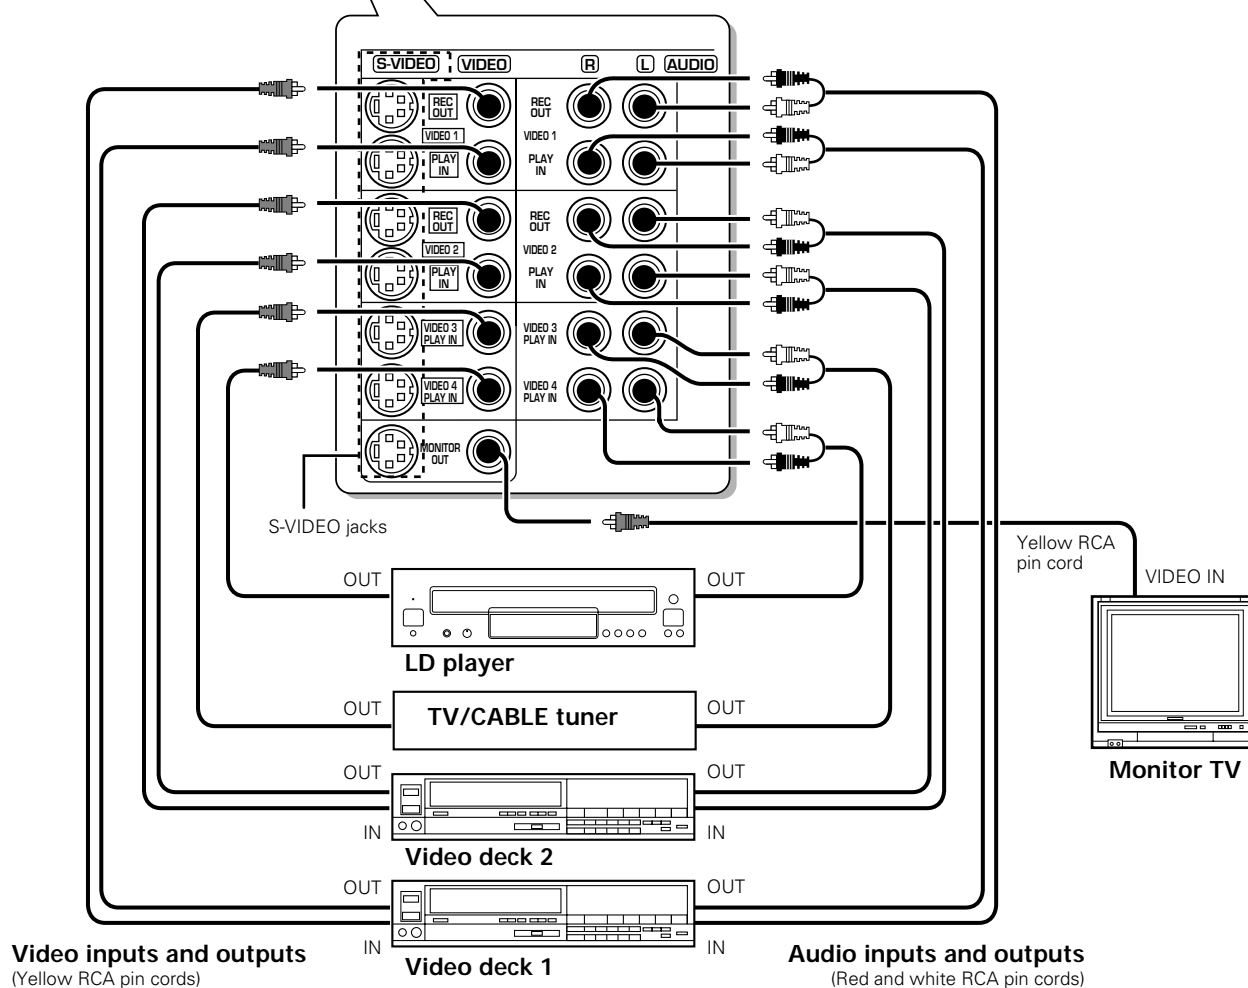 S-VIDEO VIDEO R L AUDIO
REC
OUT
REC
OUT
VIDEO 1
VIDEO 1
PLAY
IN
PLAY
IN
REC
OUT
REC
OUT
VIDEO 2
VIDEO 2
PLAY
IN
PLAY
IN
VIDEO 3
PLAY IN
VIDEO 3
PLAY IN
VIDEO 4
PLAY IN
VIDEO 4
PLAY IN
MONITOR
OUT
S-VIDEO jacks
Yellow RCA
pin cord
VIDEO IN
OUT OUT
LD player
OUT OUT
TV/CABLE tuner
Monitor TV
OUT OUT
IN IN
Video deck 2
OUT OUT
IN IN
Video deck 1
Video inputs and outputs
(Yellow RCA pin cords)
Audio inputs and outputs
(Red and white RCA pin cords)